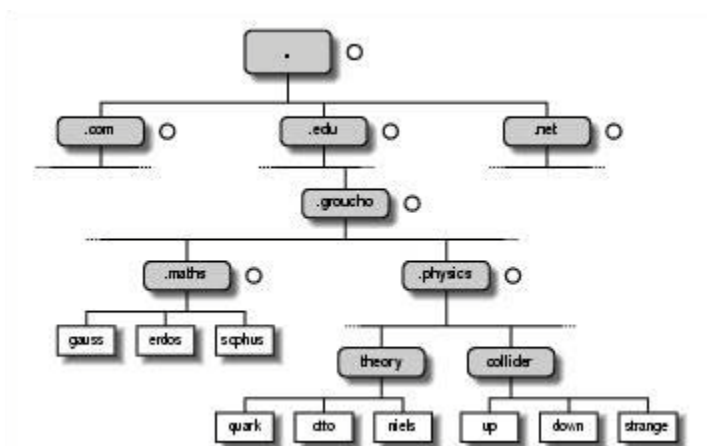 .
.com .edu .net
.groucho
.maths .physics
gauss erdos sophus
theory collider
quark otto niels up down strange